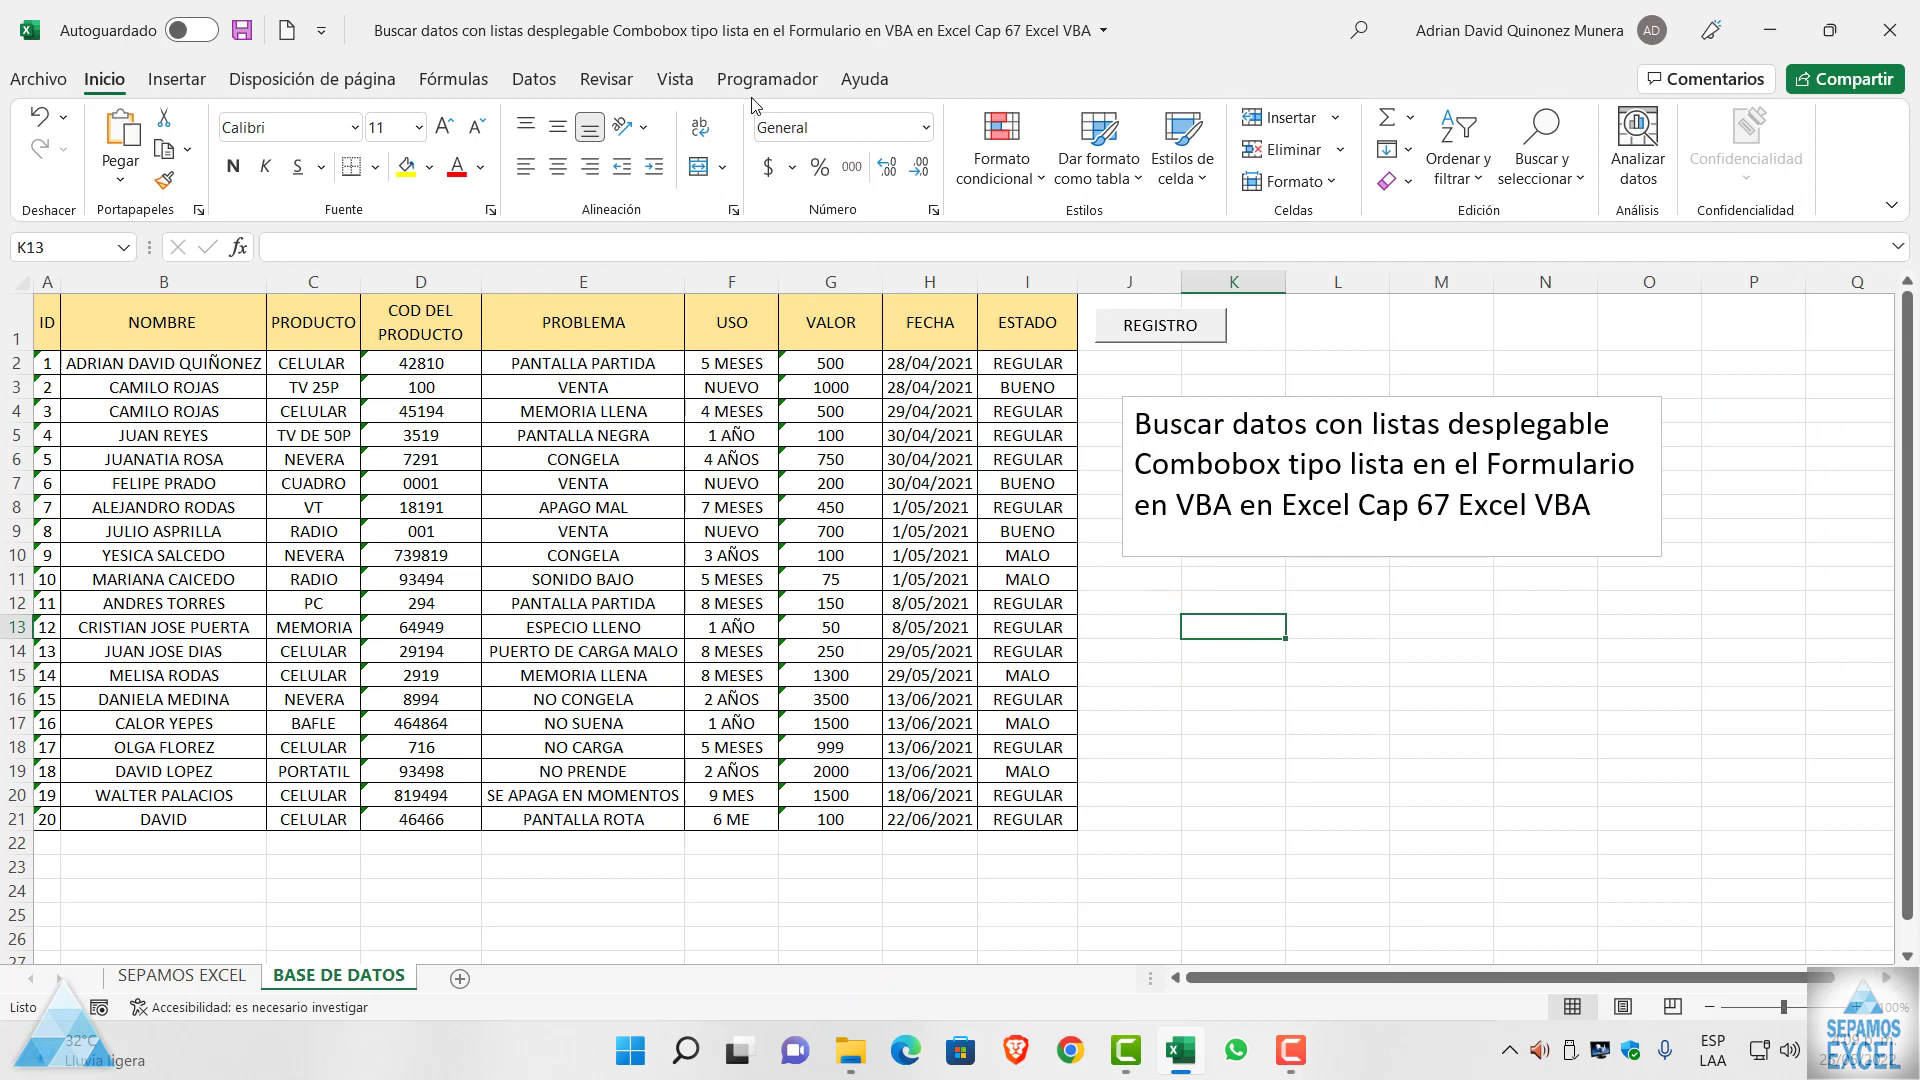 Autoguardado
Buscar datos con listas desplegable Combobox tipo lista en el Formulario en VBA en Excel Cap 67 Excel VBA
Adrian David Quinonez Munera
AD
Archivo Inicio Insertar Disposición de página Fórmulas Datos Revisar Vista Programador Ayuda
Comentarios
Compartir
Pegar
Calibri
11
N K S
General
$ % 000
Formato condicional
Dar formato como tabla
Estilos de celda
Insertar
Eliminar
Formato
Ordenar y filtrar
Buscar y seleccionar
Analizar datos
Confidencialidad
Deshacer Portapapeles Fuente Alineación Número Estilos Celdas Edición Análisis Confidencialidad
K13
fx
A B C D E F G H I J K L M N O P Q
1 ID NOMBRE PRODUCTO COD DEL PRODUCTO PROBLEMA USO VALOR FECHA ESTADO
REGISTRO
2 1 ADRIAN DAVID QUIÑONEZ CELULAR 42810 PANTALLA PARTIDA 5 MESES 500 28/04/2021 REGULAR
3 2 CAMILO ROJAS TV 25P 100 VENTA NUEVO 1000 28/04/2021 BUENO
4 3 CAMILO ROJAS CELULAR 45194 MEMORIA LLENA 4 MESES 500 29/04/2021 REGULAR
5 4 JUAN REYES TV DE 50P 3519 PANTALLA NEGRA 1 AÑO 100 30/04/2021 REGULAR
6 5 JUANATIA ROSA NEVERA 7291 CONGELA 4 AÑOS 750 30/04/2021 REGULAR
7 6 FELIPE PRADO CUADRO 0001 VENTA NUEVO 200 30/04/2021 BUENO
8 7 ALEJANDRO RODAS VT 18191 APAGO MAL 7 MESES 450 1/05/2021 REGULAR
9 8 JULIO ASPRILLA RADIO 001 VENTA NUEVO 700 1/05/2021 BUENO
10 9 YESICA SALCEDO NEVERA 739819 CONGELA 3 AÑOS 100 1/05/2021 MALO
11 10 MARIANA CAICEDO RADIO 93494 SONIDO BAJO 5 MESES 75 1/05/2021 MALO
12 11 ANDRES TORRES PC 294 PANTALLA PARTIDA 8 MESES 150 8/05/2021 REGULAR
13 12 CRISTIAN JOSE PUERTA MEMORIA 64949 ESPECIO LLENO 1 AÑO 50 8/05/2021 REGULAR
14 13 JUAN JOSE DIAS CELULAR 29194 PUERTO DE CARGA MALO 8 MESES 250 29/05/2021 REGULAR
15 14 MELISA RODAS CELULAR 2919 MEMORIA LLENA 8 MESES 1300 29/05/2021 MALO
16 15 DANIELA MEDINA NEVERA 8994 NO CONGELA 2 AÑOS 3500 13/06/2021 REGULAR
17 16 CALOR YEPES BAFLE 464864 NO SUENA 1 AÑO 1500 13/06/2021 MALO
18 17 OLGA FLOREZ CELULAR 716 NO CARGA 5 MESES 999 13/06/2021 REGULAR
19 18 DAVID LOPEZ PORTATIL 93498 NO PRENDE 2 AÑOS 2000 13/06/2021 MALO
20 19 WALTER PALACIOS CELULAR 819494 SE APAGA EN MOMENTOS 9 MES 1500 18/06/2021 REGULAR
21 20 DAVID CELULAR 46466 PANTALLA ROTA 6 ME 100 22/06/2021 REGULAR
22
23
24
25
26
27
Buscar datos con listas desplegable
Combobox tipo lista en el Formulario
en VBA en Excel Cap 67 Excel VBA
SEPAMOS EXCEL BASE DE DATOS
Listo
Accesibilidad: es necesario investigar
100%
32°C
Lluvia ligera
ESP
LAA
SEPAMOS
EXCEL